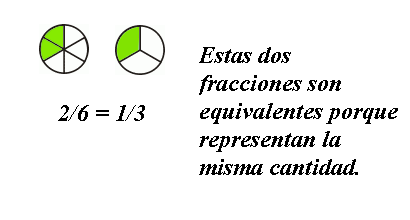 2/6 = 1/3
Estas dos
fracciones son
equivalentes porque
representan la
misma cantidad.